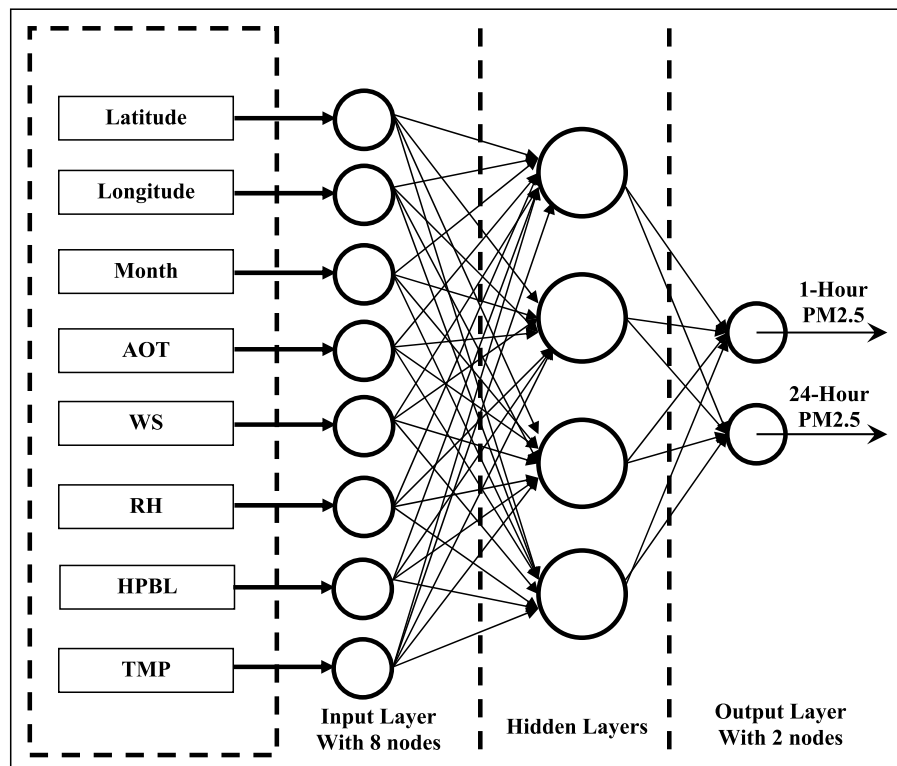 Latitude
Longitude
Month
AOT
WS
RH
HPBL
TMP
1-Hour
PM2.5
24-Hour
PM2.5
Input Layer
With 8 nodes
Hidden Layers
Output Layer
With 2 nodes